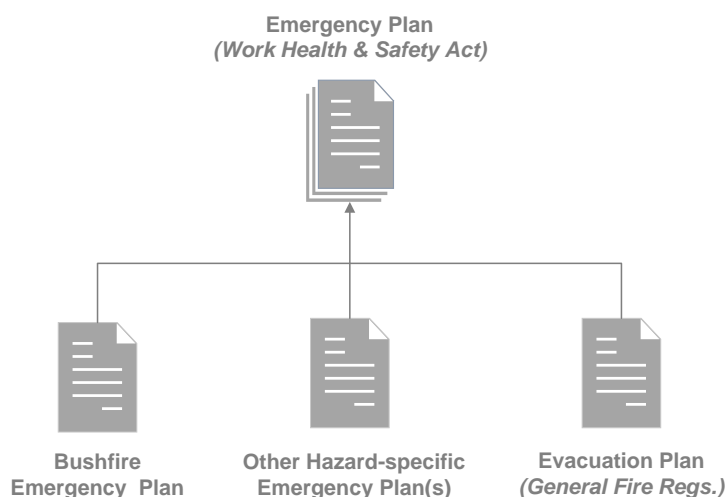 Emergency Plan
(Work Health & Safety Act)
Bushfire
Emergency Plan
Other Hazard-specific
Emergency Plan(s)
Evacuation Plan
(General Fire Regs.)